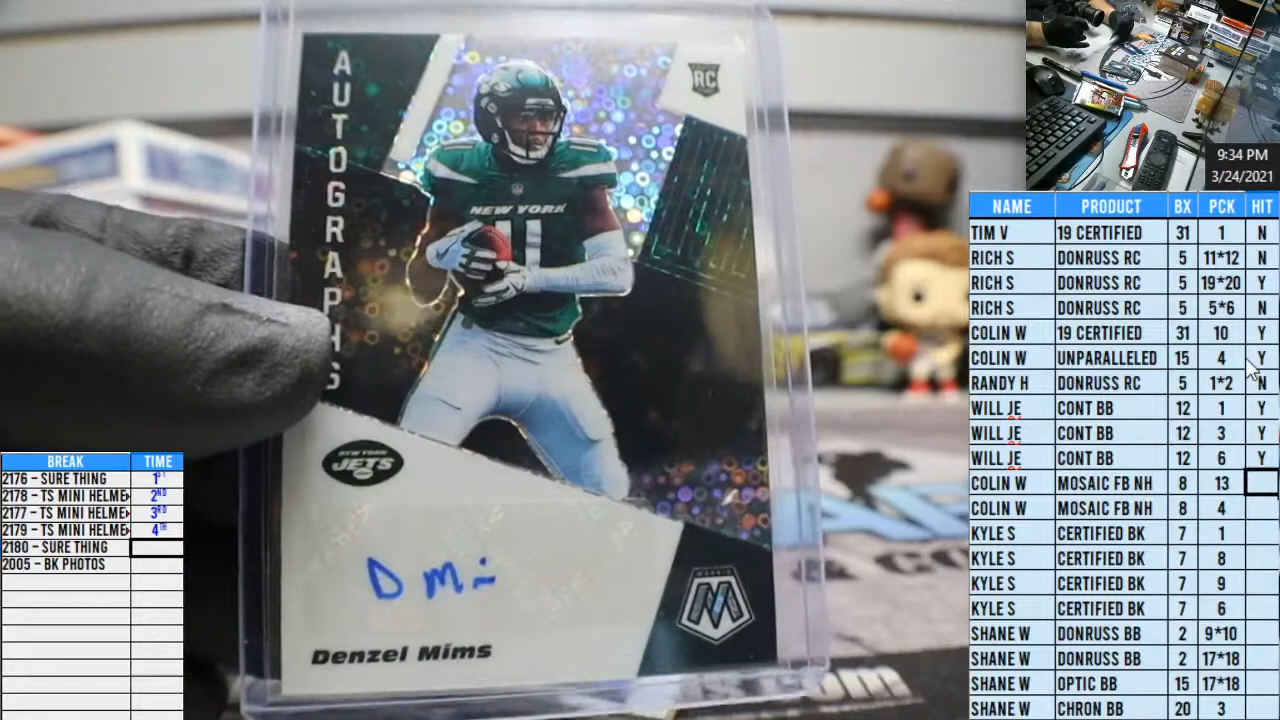 AUTOGRAPHS
RC
NEW YORK
11
NEW YORK
JETS
D Mi
Denzel Mims
MOSAIC
M
9:34 PM
3/24/2021
NAME PRODUCT BX PCK HIT
TIM V 19 CERTIFIED 31 1 N
RICH S DONRUSS RC 5 11*12 N
RICH S DONRUSS RC 5 19*20 Y
RICH S DONRUSS RC 5 5*6 N
COLIN W 19 CERTIFIED 31 10 Y
COLIN W UNPARALLELED 15 4 Y
RANDY H DONRUSS RC 5 1*2 N
WILL JE CONT BB 12 1 Y
WILL JE CONT BB 12 3 Y
WILL JE CONT BB 12 6 Y
COLIN W MOSAIC FB NH 8 13
COLIN W MOSAIC FB NH 8 4
KYLE S CERTIFIED BK 7 1
KYLE S CERTIFIED BK 7 8
KYLE S CERTIFIED BK 7 9
KYLE S CERTIFIED BK 7 6
SHANE W DONRUSS BB 2 9*10
SHANE W DONRUSS BB 2 17*18
SHANE W OPTIC BB 15 17*18
SHANE W CHRON BB 20 3
BREAK TIME
2176 – SURE THING 1ST
2178 – TS MINI HELME 2ND
2177 – TS MINI HELME 3RD
2179 – TS MINI HELME 4TH
2180 – SURE THING
2005 – BK PHOTOS